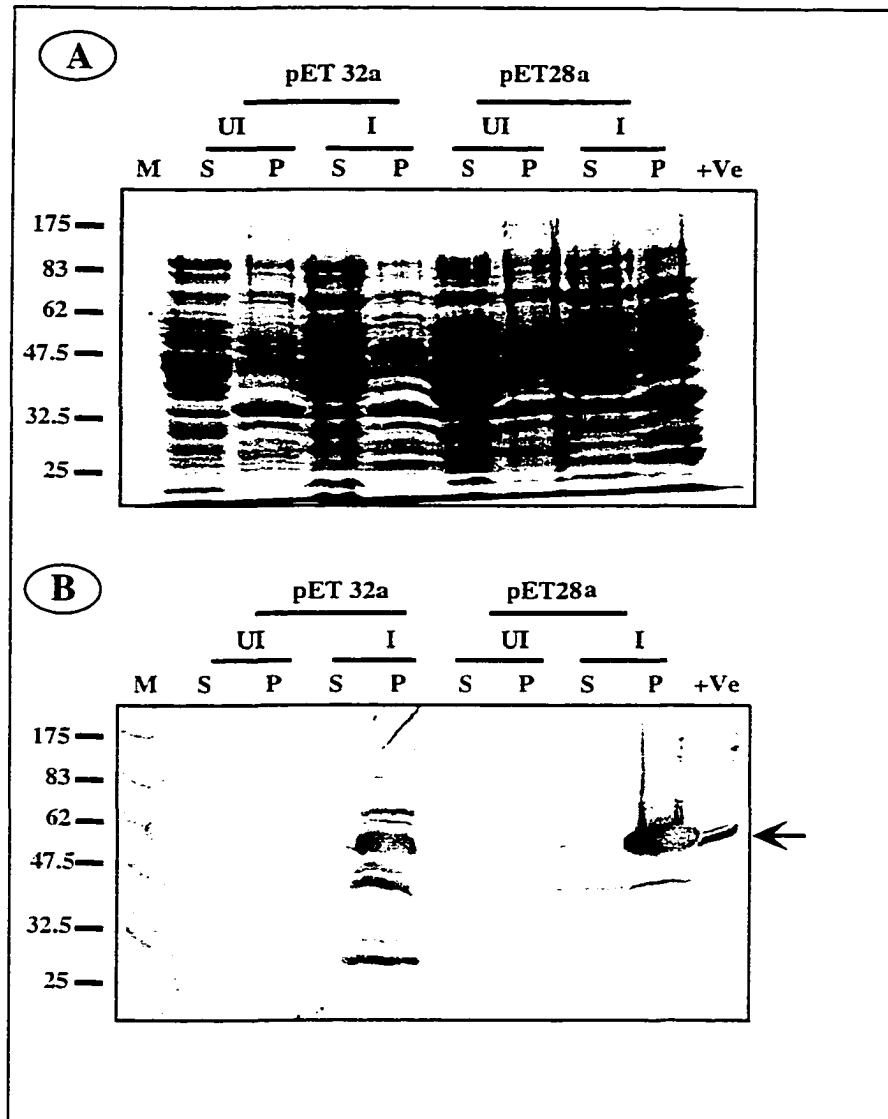 A
pET 32a pET28a
UI I UI I
M S P S P S P S P +Ve
175
83
62
47.5
32.5
25
B
pET 32a pET28a
UI I UI I
M S P S P S P S P +Ve
175
83
62
47.5
32.5
25